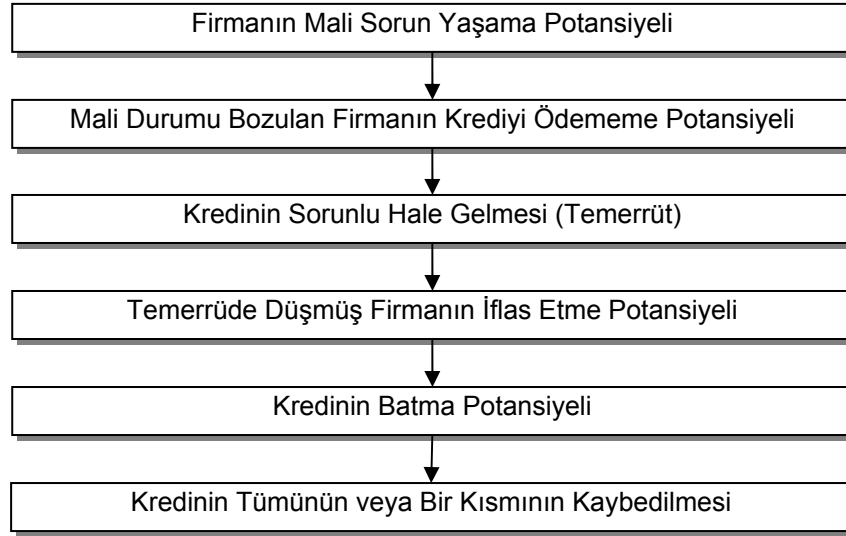 Firmanın Mali Sorun Yaşama Potansiyeli
Mali Durumu Bozulan Firmanın Krediyi Ödememe Potansiyeli
Kredinin Sorunlu Hale Gelmesi (Temerrüt)
Temerrüde Düşmüş Firmanın İflas Etme Potansiyeli
Kredinin Batma Potansiyeli
Kredinin Tümünün veya Bir Kısmının Kaybedilmesi